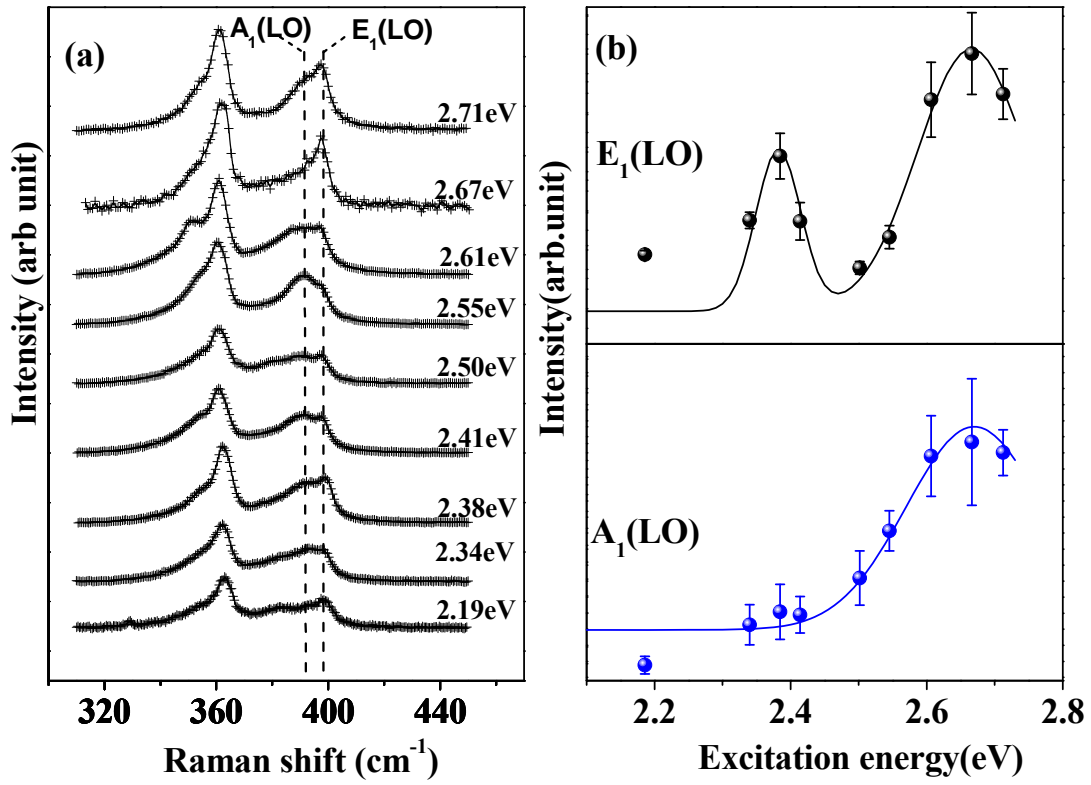 (a)
A₁(LO)
E₁(LO)
2.71eV
2.67eV
2.61eV
2.55eV
2.50eV
2.41eV
2.38eV
2.34eV
2.19eV
Intensity (arb unit)
320 360 400 440
Raman shift (cm⁻¹)
(b)
E₁(LO)
A₁(LO)
Intensity(arb.unit)
2.2 2.4 2.6 2.8
Excitation energy(eV)